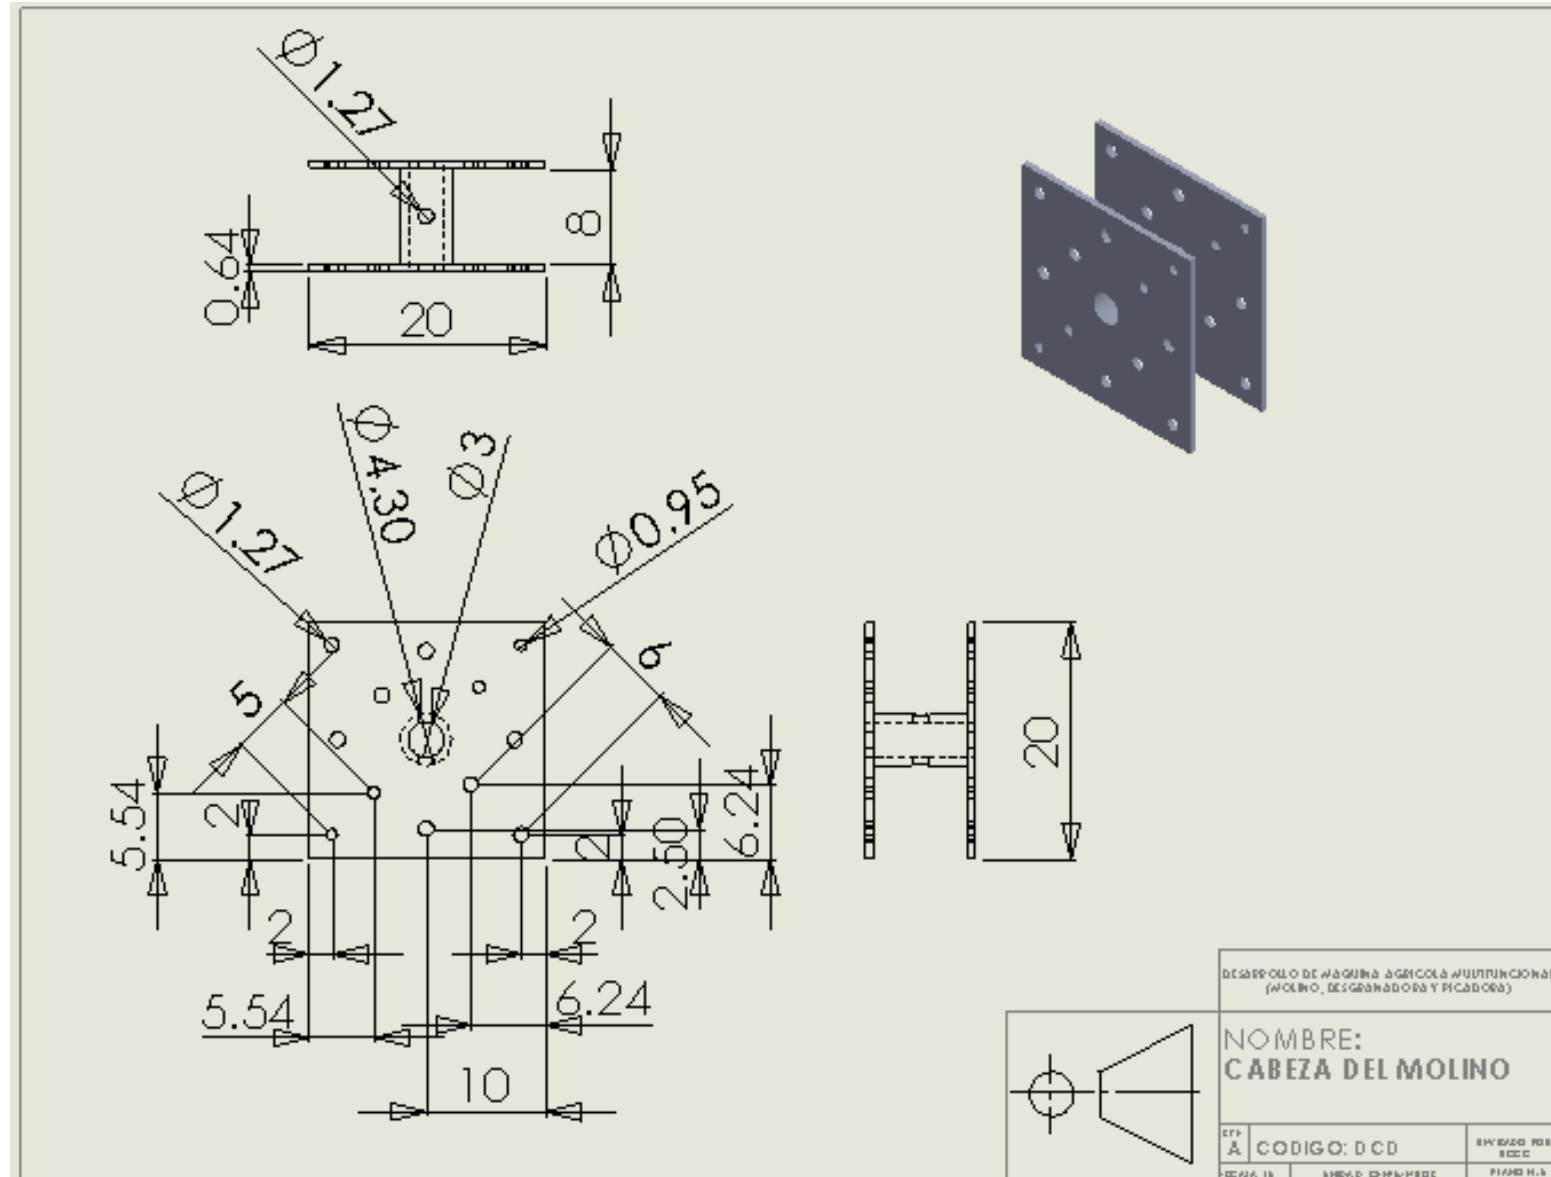 Ø1.27
8
0.64
20
Ø4.30
Ø3
Ø1.27
Ø0.95
5
6
5.54
2
2
2.50
6.24
20
2
2
5.54
6.24
10
DESARROLLO DE MAQUINA AGRICOLA MULTIFUNCIONAL
(MOLINO, DESGRANADORA Y PICADORA)
NOMBRE:
CABEZA DEL MOLINO
A CODIGO: DCD